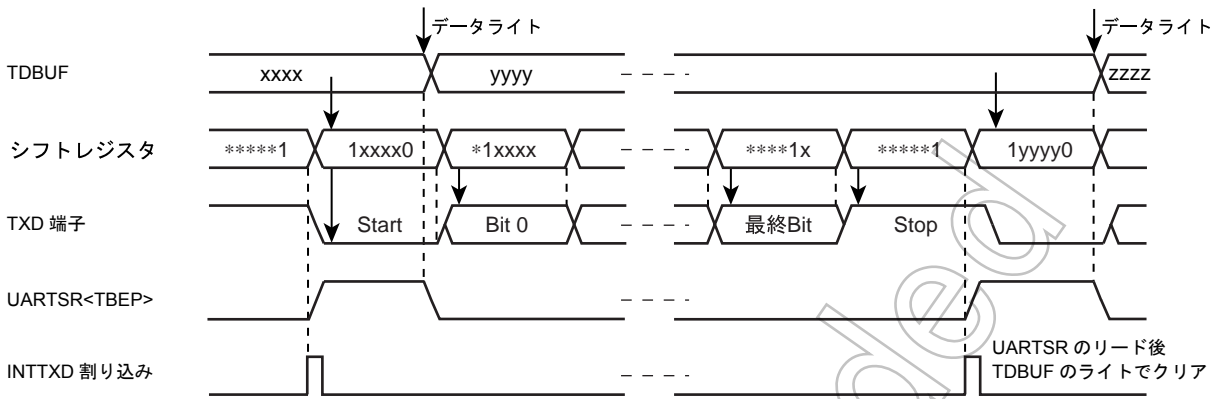 データライト データライト
TDBUF xxxx yyyy zzzz
シフトレジスタ *****1 1xxxx0 *1xxxx ****1x *****1 1yyyy0
TXD 端子 Start Bit 0 最終Bit Stop
UARTSR<TBEP>
INTTXD 割り込み
UARTSR のリード後
TDBUF のライトでクリア